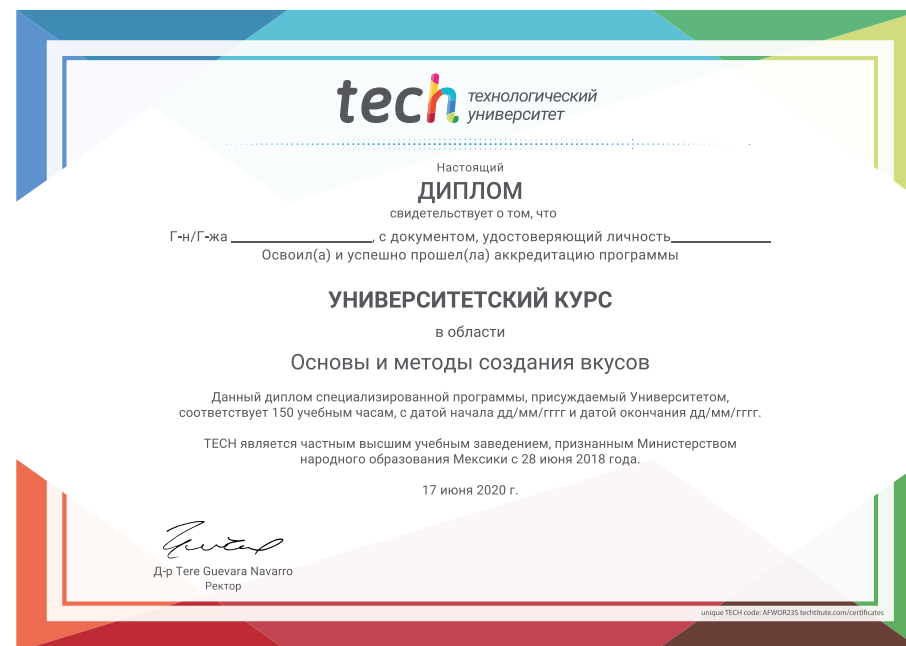 tech технологический
университет
Настоящий
ДИПЛОМ
свидетельствует о том, что
Г-н/Г-жа ____________, с документом, удостоверяющий личность____________
Освоил(а) и успешно прошел(ла) аккредитацию программы
УНИВЕРСИТЕТСКИЙ КУРС
в области
Основы и методы создания вкусов
Данный диплом специализированной программы, присуждаемый Университетом,
соответствует 150 учебным часам, с датой начала дд/мм/гггг и датой окончания дд/мм/гггг.
TECH является частным высшим учебным заведением, признанным Министерством
народного образования Мексики с 28 июня 2018 года.
17 июня 2020 г.
Д-р Tere Guevara Navarro
Ректор
unique TECH code: AFWOR23S techtitute.com/certificates